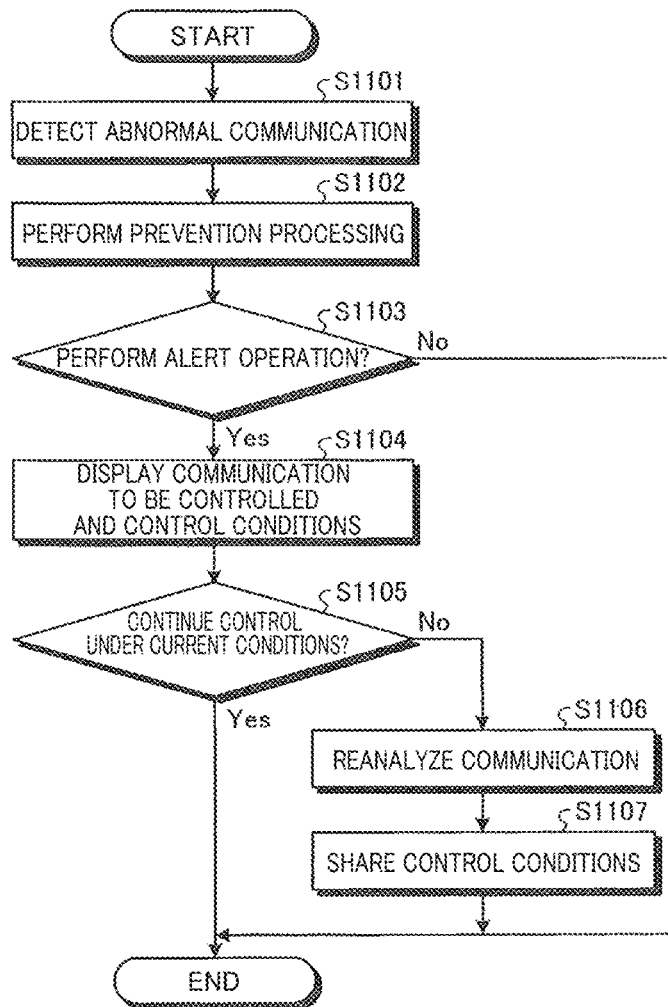 START
S1101
DETECT ABNORMAL COMMUNICATION
S1102
PERFORM PREVENTION PROCESSING
S1103
PERFORM ALERT OPERATION?
No
Yes
S1104
DISPLAY COMMUNICATION
TO BE CONTROLLED
AND CONTROL CONDITIONS
S1105
CONTINUE CONTROL
UNDER CURRENT CONDITIONS?
No
Yes
S1106
REANALYZE COMMUNICATION
S1107
SHARE CONTROL CONDITIONS
END